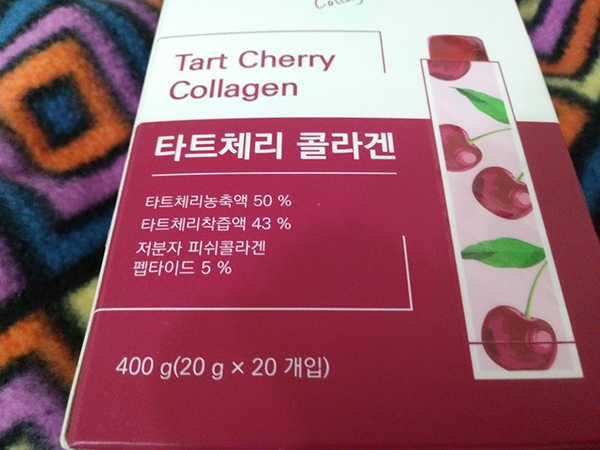 Tart Cherry
Collagen
타트체리 콜라겐
타트체리농축액 50 %
타트체리착즙액 43 %
저분자 피쉬콜라겐
펩타이드 5 %
400 g(20 g × 20 개입)